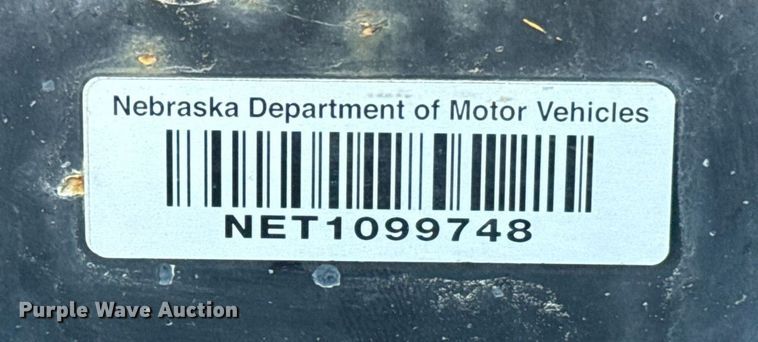 Nebraska Department of Motor Vehicles
NET1099748
Purple Wave Auction